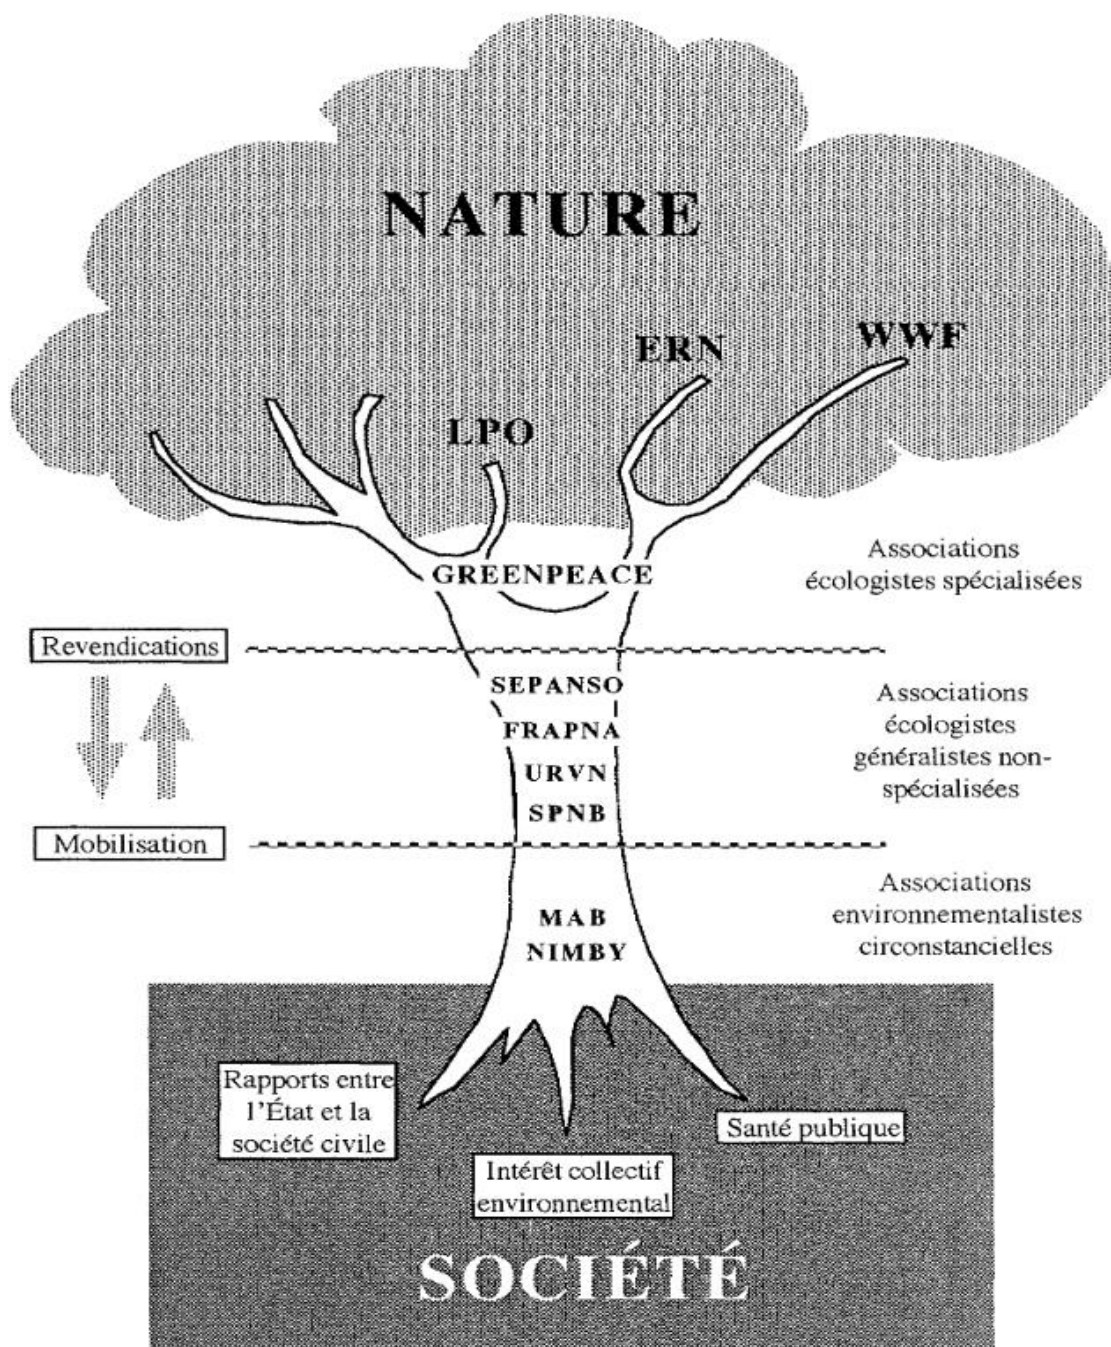 NATURE
ERN
WWF
LPO
GREENPEACE
Associations
écologistes spécialisées
Revendications
SEPANSO
FRAPNA
URVN
SPNB
Associations
écologistes
généralistes non-
spécialisées
Mobilisation
MAB
NIMBY
Associations
environnementalistes
circonstancielles
Rapports entre
l'État et la
société civile
Intérêt collectif
environnemental
Santé publique
SOCIÉTÉ